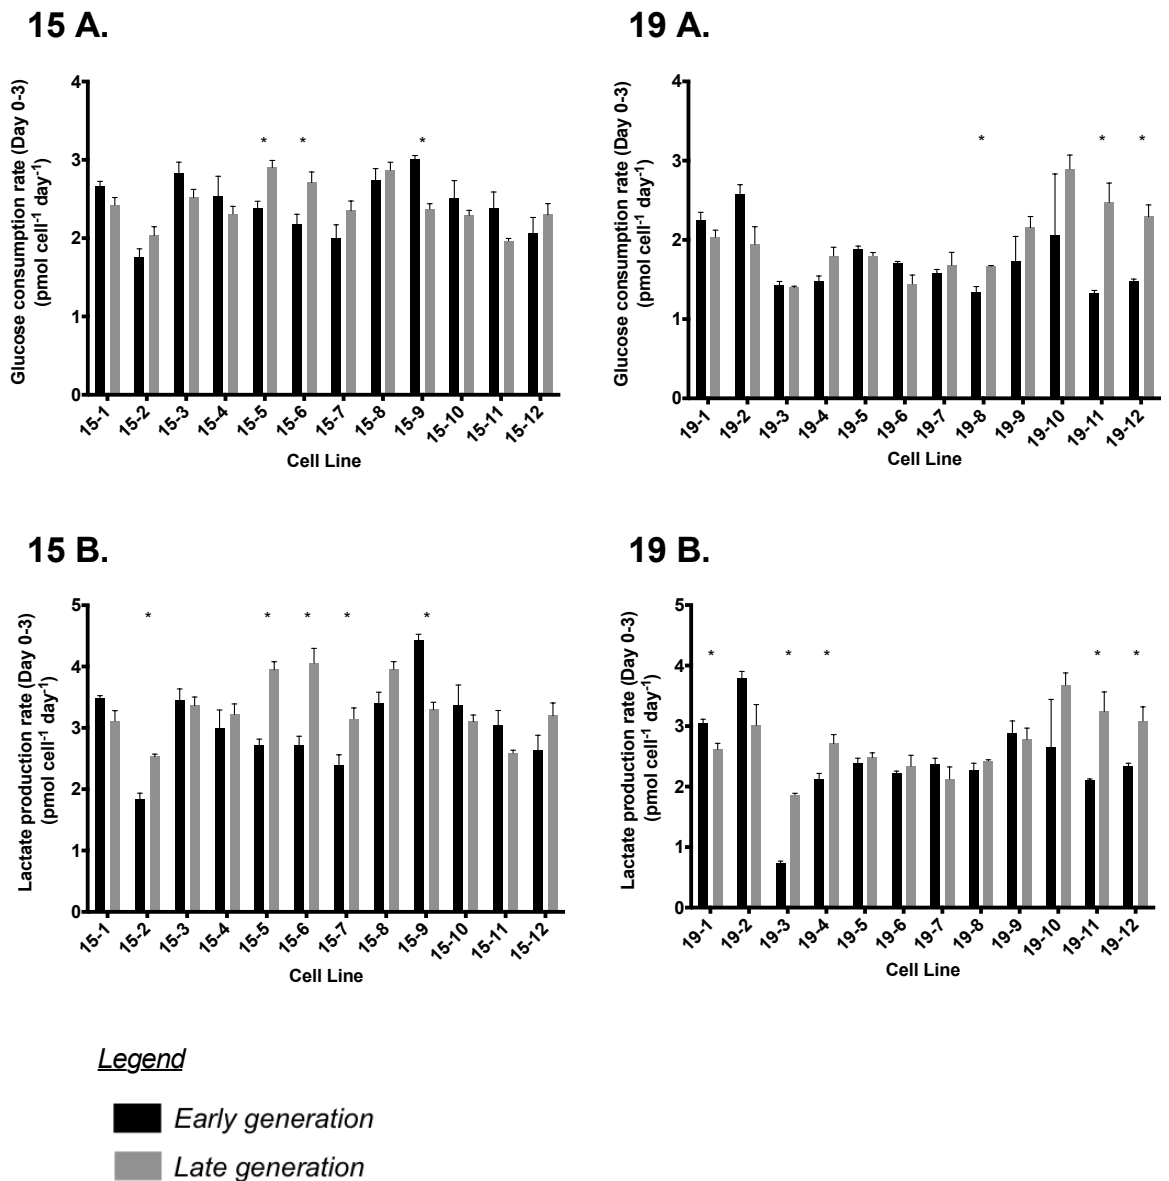 15 A.
Glucose consumption rate (Day 0-3)
(pmol cell-1 day-1)
4
3
2
1
0
* * *
15-1 15-2 15-3 15-4 15-5 15-6 15-7 15-8 15-9 15-10 15-11 15-12
Cell Line
19 A.
Glucose consumption rate (Day 0-3)
(pmol cell-1 day-1)
4
3
2
1
0
* * *
19-1 19-2 19-3 19-4 19-5 19-6 19-7 19-8 19-9 19-10 19-11 19-12
Cell Line
15 B.
Lactate production rate (Day 0-3)
(pmol cell-1 day-1)
5
4
3
2
1
0
* * * * *
15-1 15-2 15-3 15-4 15-5 15-6 15-7 15-8 15-9 15-10 15-11 15-12
Cell Line
19 B.
Lactate production rate (Day 0-3)
(pmol cell-1 day-1)
5
4
3
2
1
0
* * * * *
19-1 19-2 19-3 19-4 19-5 19-6 19-7 19-8 19-9 19-10 19-11 19-12
Cell Line
Legend
Early generation
Late generation